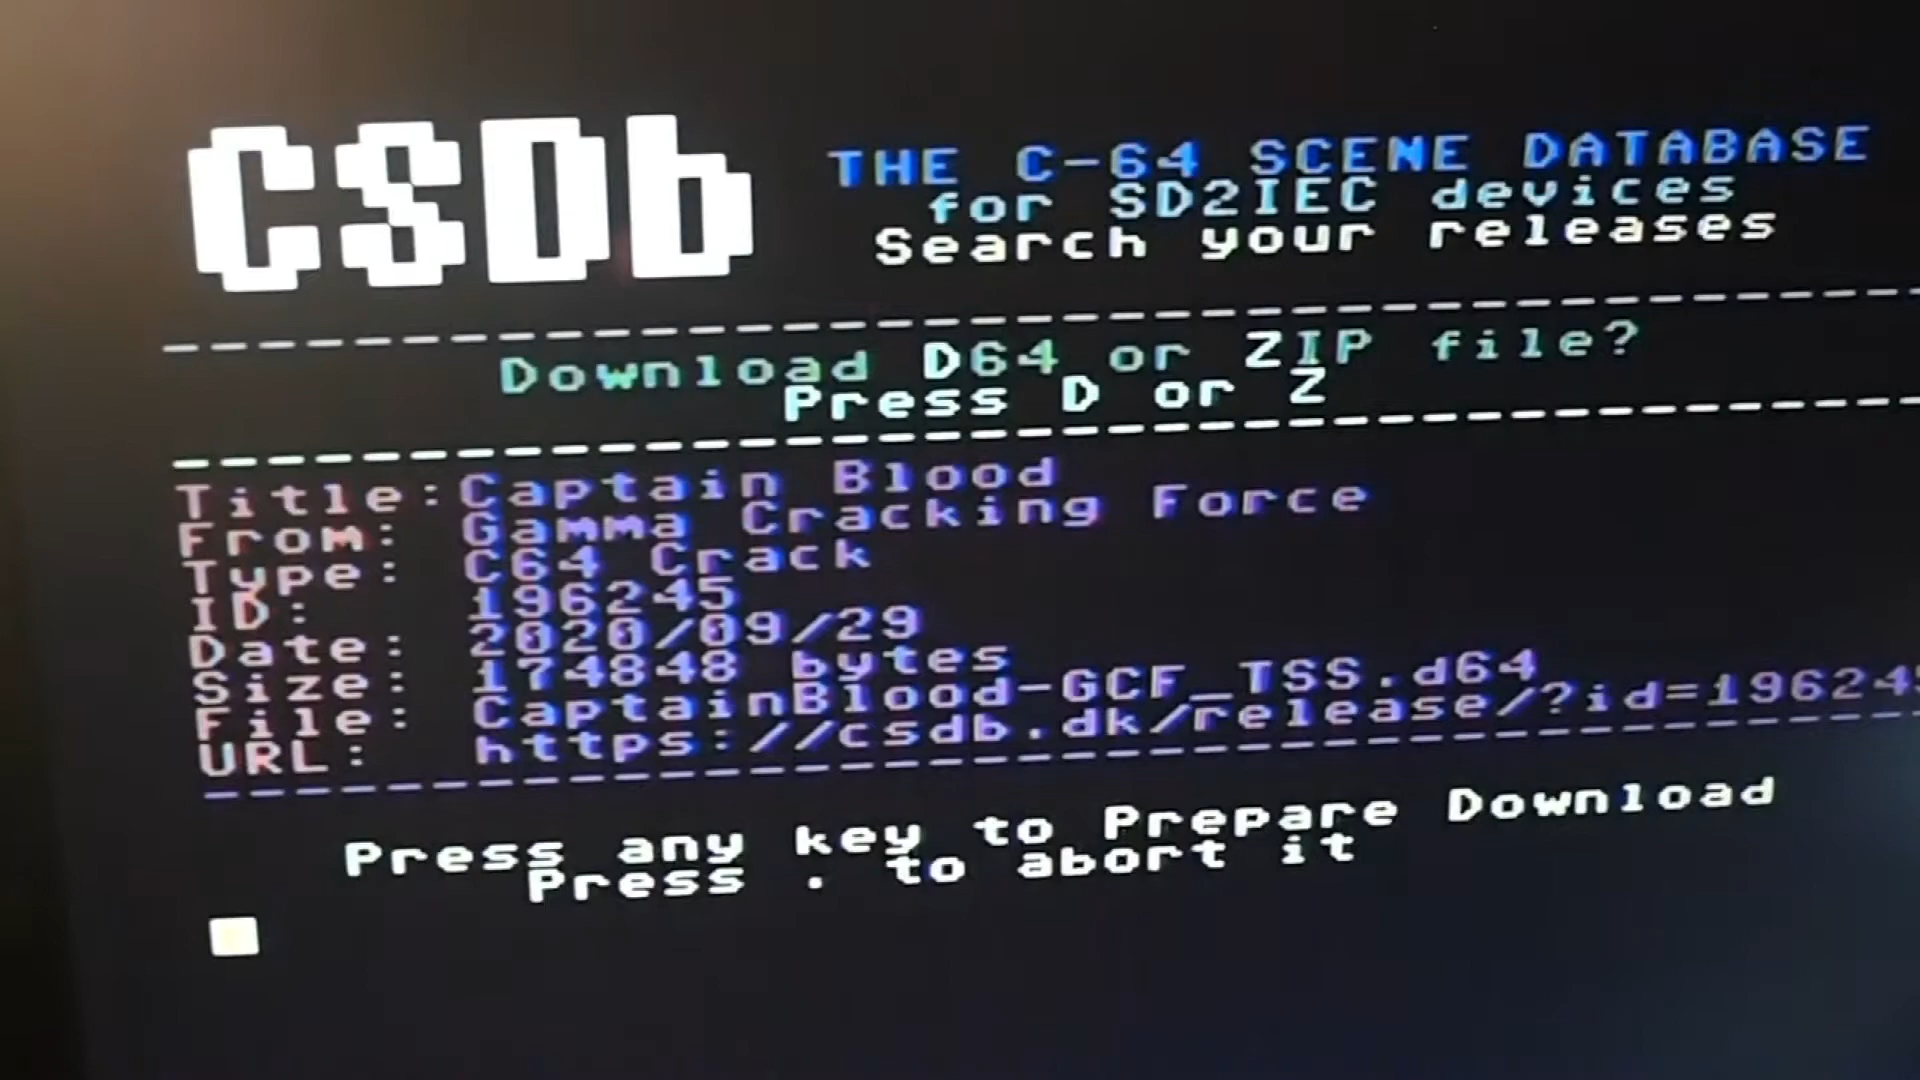 CSDb
THE C-64 SCENE DATABASE
for SD2IEC devices
Search your releases
Download D64 or ZIP file?
Press D or Z
Title:Captain Blood
From: Gamma Cracking Force
Type: C64 Crack
ID: 196245
Date: 2020/09/29
Size: 174848 bytes
File: CaptainBlood-GCF_TSS.d64
URL: https://csdb.dk/release/?id=196245
Press any key to Prepare Download
Press . to abort it